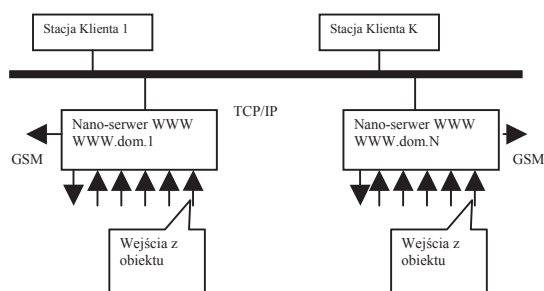 Stacja Klienta 1
Stacja Klienta K
TCP/IP
Nano-serwer WWW
WWW.dom.1
Nano-serwer WWW
WWW.dom.N
GSM
GSM
Wejścia z
obiektu
Wejścia z
obiektu